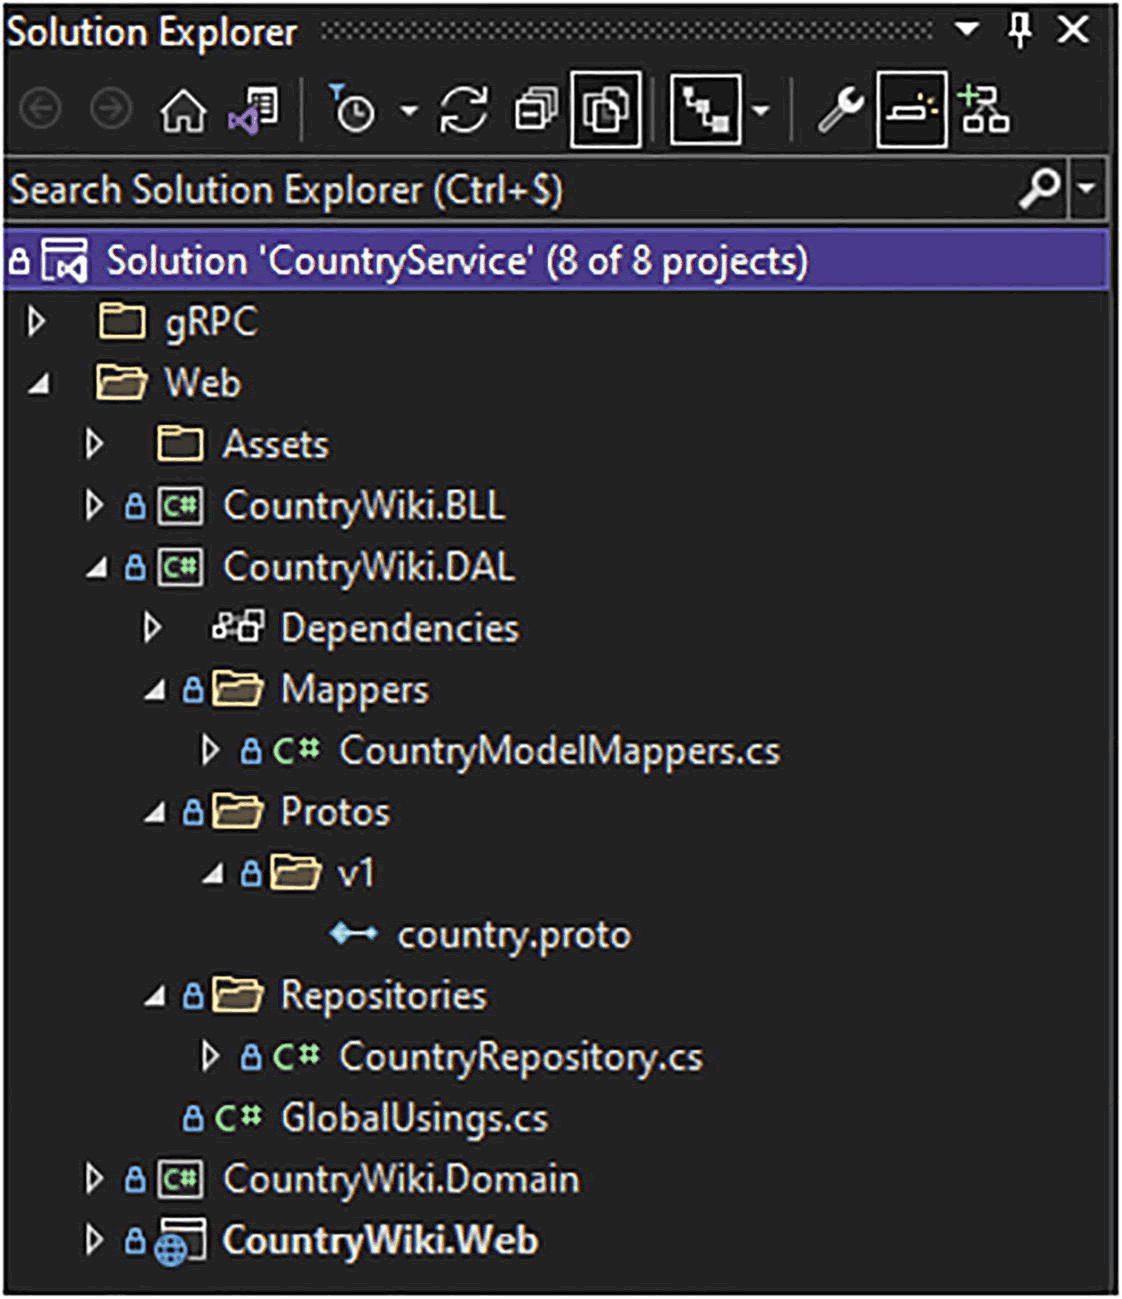 Solution Explorer
Search Solution Explorer (Ctrl+$)
Solution 'CountryService' (8 of 8 projects)
gRPC
Web
Assets
C# CountryWiki.BLL
C# CountryWiki.DAL
Dependencies
Mappers
C# CountryModelMappers.cs
Protos
v1
country.proto
Repositories
C# CountryRepository.cs
C# GlobalUsings.cs
C# CountryWiki.Domain
CountryWiki.Web